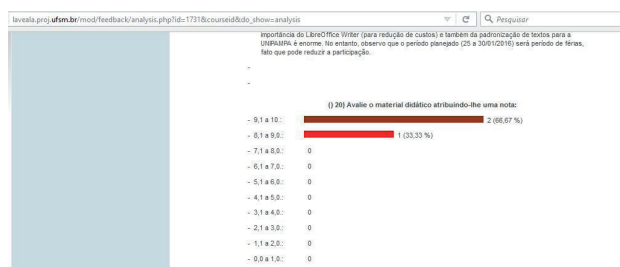 laveala.proj.ufsm.br/mod/feedback/analysis.php?id=1731&courseid&do_show=analysis
Pesquisar
importância do LibreOffice Writer (para redução de custos) e também da padronização de textos para a
UNIPAMPA é enorme. No entanto, observo que o período planejado (25 a 30/01/2016) será período de férias,
fato que pode reduzir a participação.
-
-
() 20) Avalie o material didático atribuindo-lhe uma nota:
- 9,1 a 10.: 2 (66,67 %)
- 8,1 a 9,0.: 1 (33,33 %)
- 7,1 a 8,0.: 0
- 6,1 a 7,0.: 0
- 5,1 a 6,0.: 0
- 4,1 a 5,0.: 0
- 3,1 a 4,0.: 0
- 2,1 a 3,0.: 0
- 1,1 a 2,0.: 0
- 0,0 a 1,0.: 0